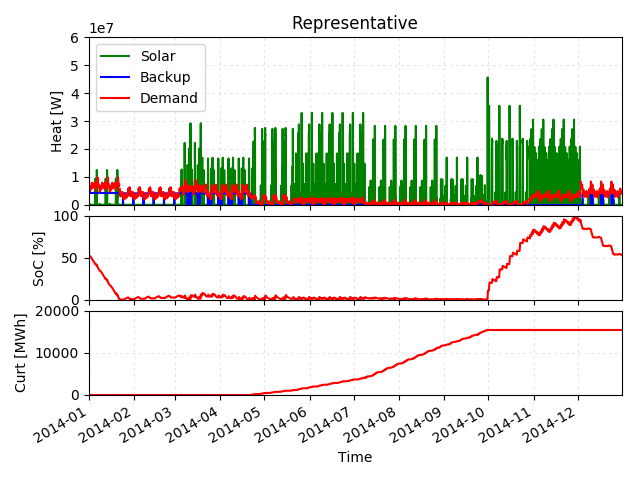 Representative
1e7
6
5
4
3
2
1
0
Heat [W]
Solar
Backup
Demand
100
50
0
SoC [%]
20000
10000
0
Curt [MWh]
2014-01
2014-02
2014-03
2014-04
2014-05
2014-06
2014-07
2014-08
2014-09
2014-10
2014-11
2014-12
Time